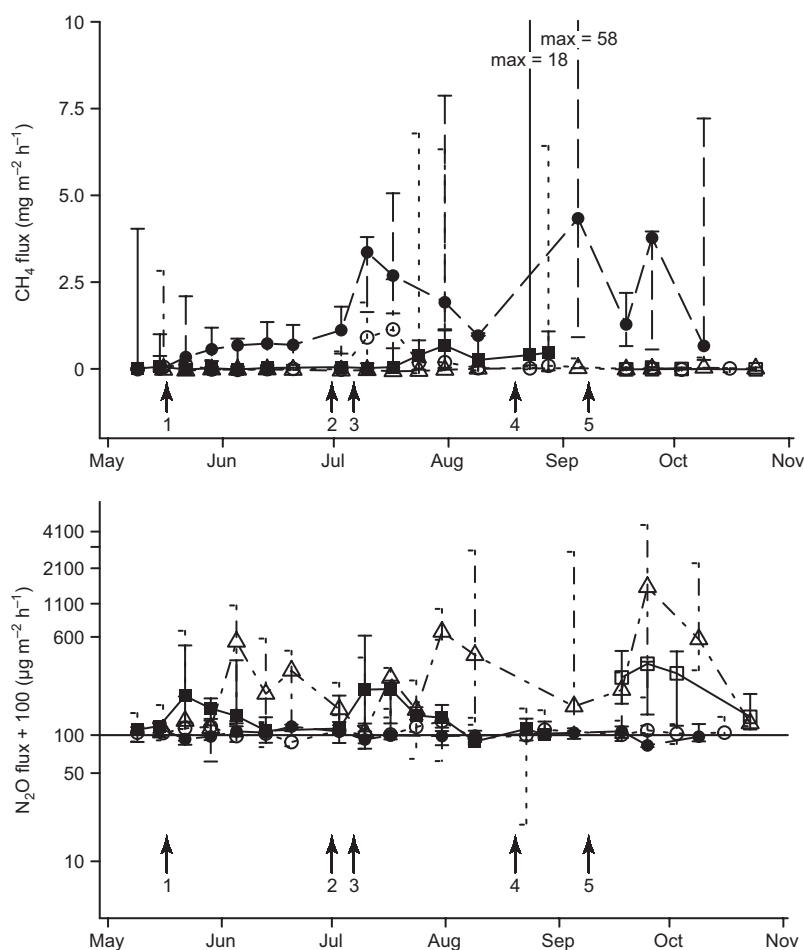 10
max = 58
max = 18
7.5
5.0
2.5
0
CH₄ flux (mg m⁻² h⁻¹)
1 2 3 4 5
May Jun Jul Aug Sep Oct Nov
4100
2100
1100
600
100
50
10
N₂O flux + 100 (µg m⁻² h⁻¹)
1 2 3 4 5
May Jun Jul Aug Sep Oct Nov